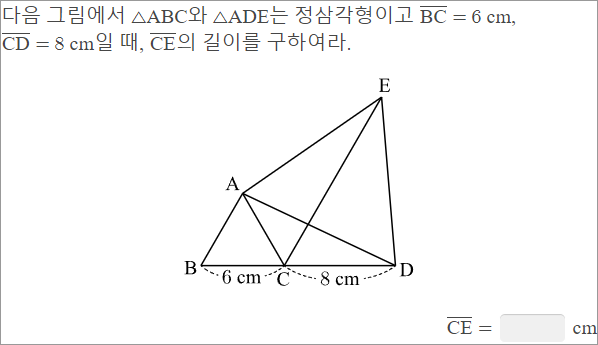 다음 그림에서 △ABC와 △ADE는 정삼각형이고 BC = 6 cm,
CD = 8 cm일 때, CE의 길이를 구하여라.
E
A
B
6 cm
C
8 cm
D
CE = cm